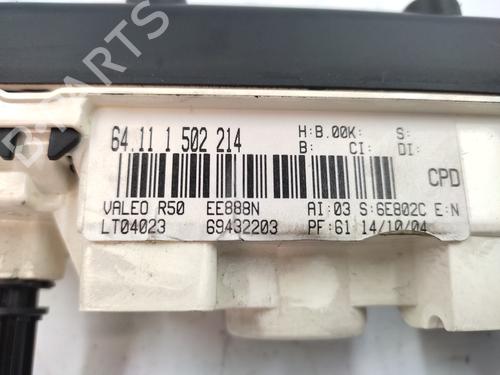 64.11 1 502 214 H:B.00K: S:
B: CI: DI:
CPD
VALEO R50 EE888N AI:03 S:6E802C E:N
LT04023 69432203 PF:61 14/10/04
B-PARTS